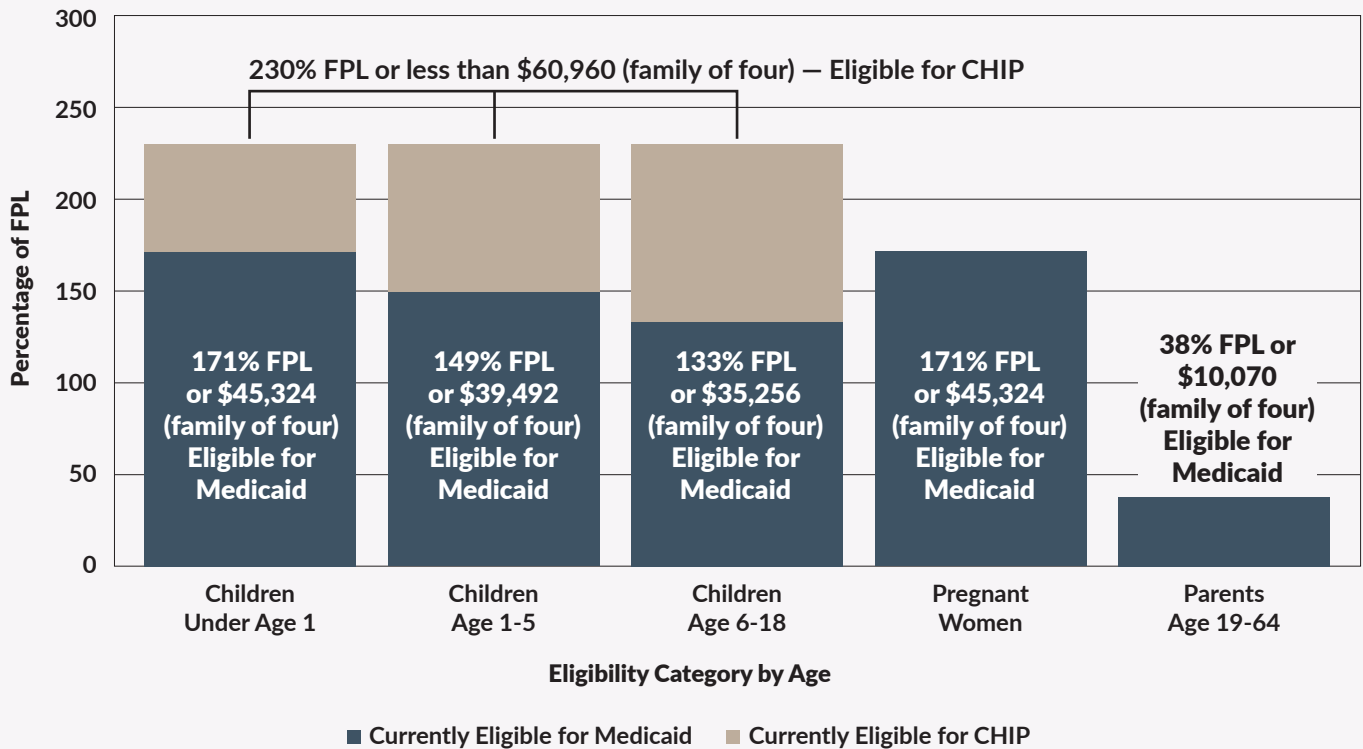 300
250
200
150
100
50
0
Percentage of FPL
230% FPL or less than $60,960 (family of four) — Eligible for CHIP
171% FPL
or $45,324
(family of four)
Eligible for
Medicaid
149% FPL
or $39,492
(family of four)
Eligible for
Medicaid
133% FPL
or $35,256
(family of four)
Eligible for
Medicaid
171% FPL
or $45,324
(family of four)
Eligible for
Medicaid
38% FPL or
$10,070
(family of four)
Eligible for
Medicaid
Children
Under Age 1
Children
Age 1-5
Children
Age 6-18
Pregnant
Women
Parents
Age 19-64
Eligibility Category by Age
Currently Eligible for Medicaid
Currently Eligible for CHIP